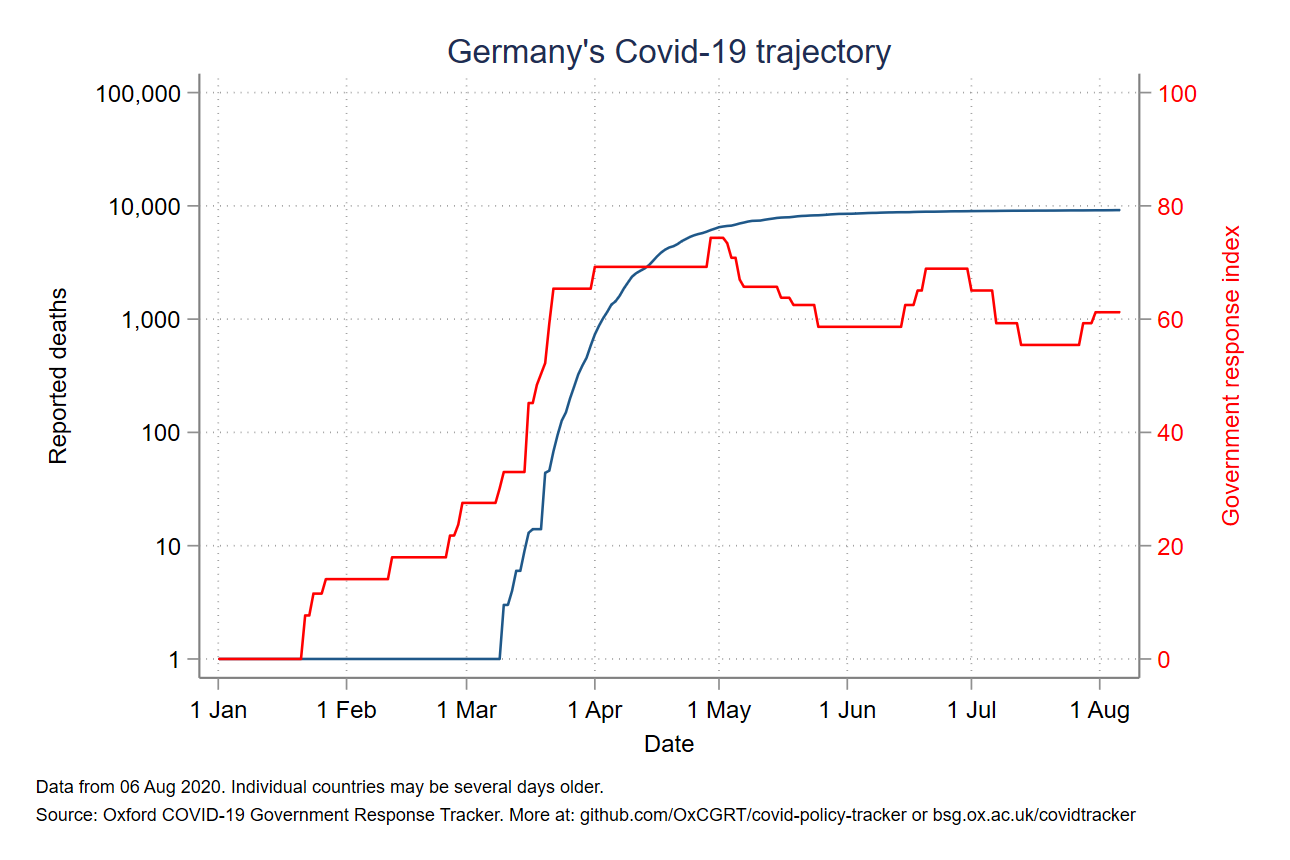 Germany's Covid-19 trajectory
100,000
10,000
1,000
100
10
1
Reported deaths
100
80
60
40
20
0
Government response index
1 Jan 1 Feb 1 Mar 1 Apr 1 May 1 Jun 1 Jul 1 Aug
Date
Data from 06 Aug 2020. Individual countries may be several days older.
Source: Oxford COVID-19 Government Response Tracker. More at: github.com/OxCGRT/covid-policy-tracker or bsg.ox.ac.uk/covidtracker